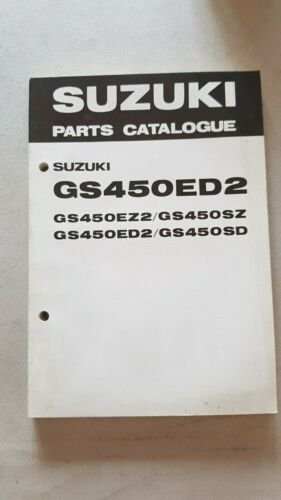 SUZUKI
PARTS CATALOGUE
SUZUKI
GS450ED2
GS450EZ2/GS450SZ
GS450ED2/GS450SD